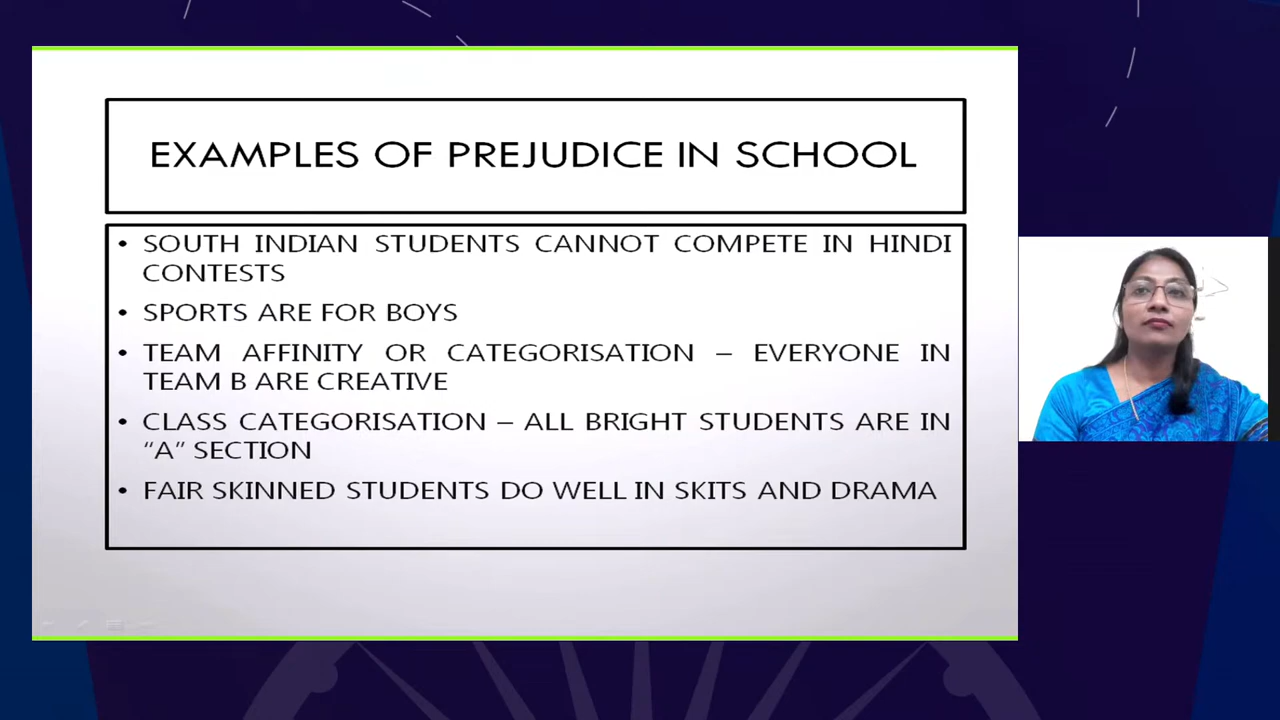 EXAMPLES OF PREJUDICE IN SCHOOL
• SOUTH INDIAN STUDENTS CANNOT COMPETE IN HINDI
CONTESTS
• SPORTS ARE FOR BOYS
• TEAM AFFINITY OR CATEGORISATION – EVERYONE IN
TEAM B ARE CREATIVE
• CLASS CATEGORISATION – ALL BRIGHT STUDENTS ARE IN
“A” SECTION
• FAIR SKINNED STUDENTS DO WELL IN SKITS AND DRAMA